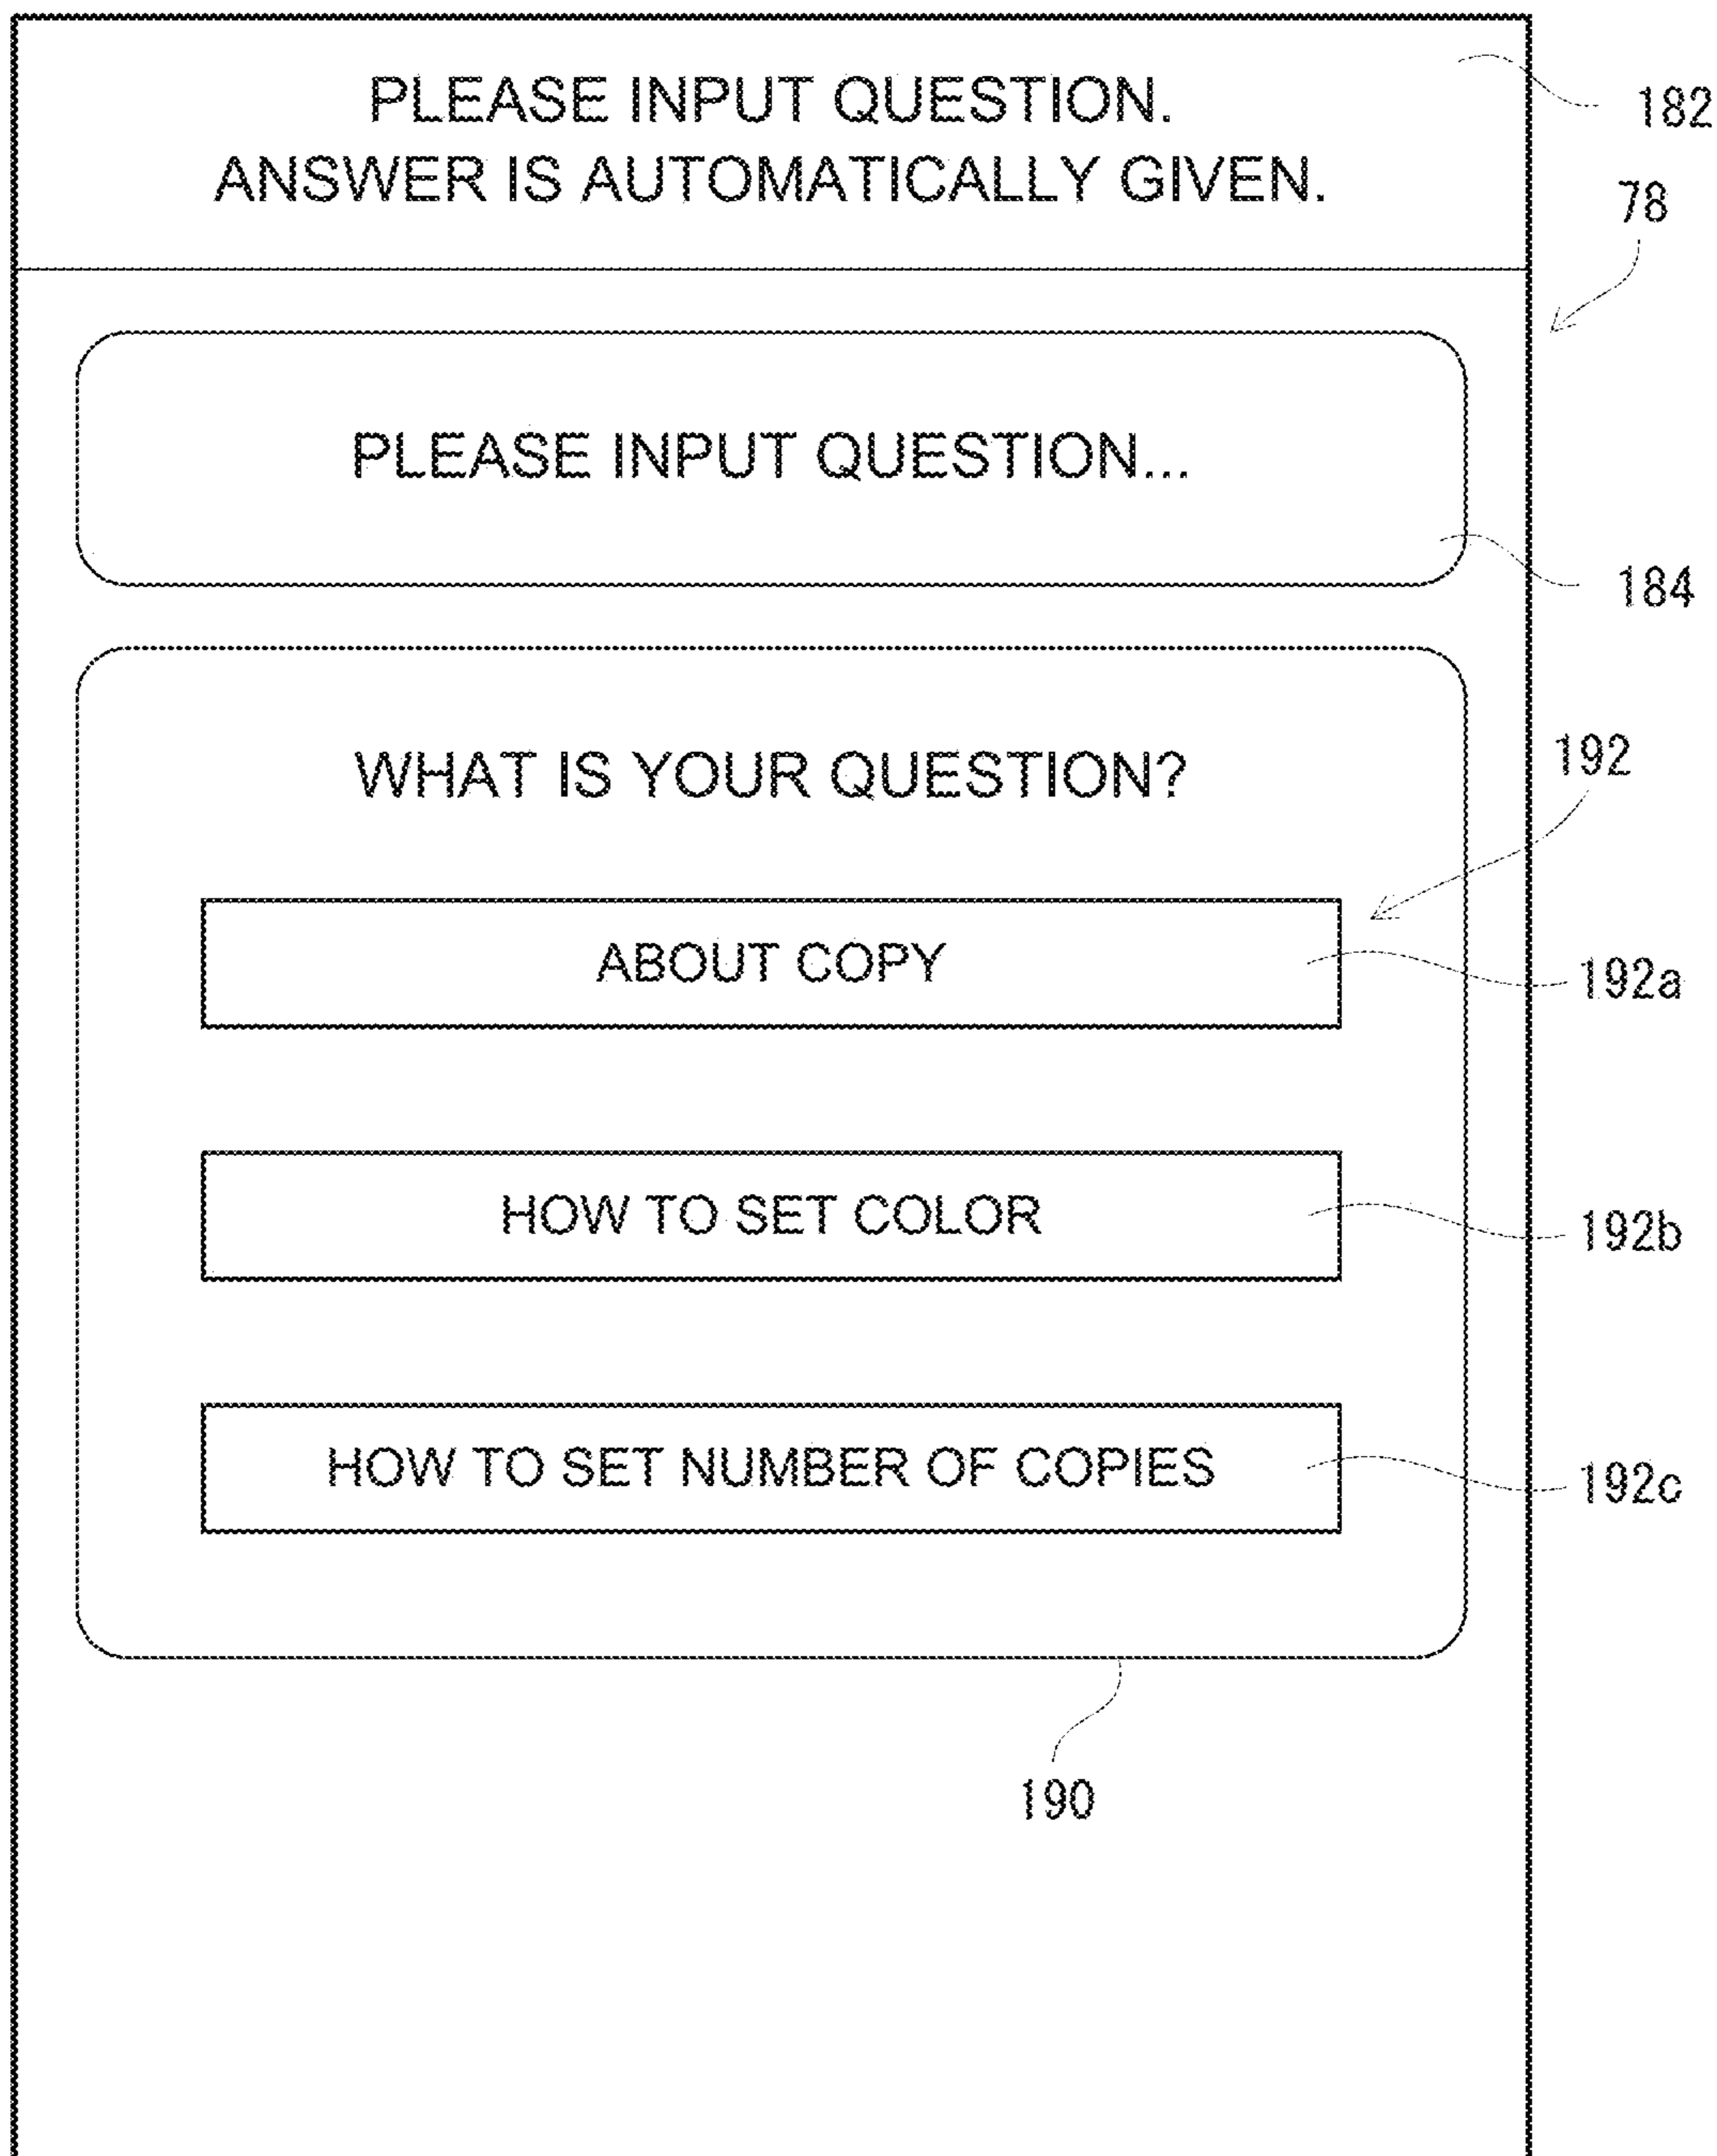 PLEASE INPUT QUESTION.
ANSWER IS AUTOMATICALLY GIVEN.
182
78
PLEASE INPUT QUESTION...
184
WHAT IS YOUR QUESTION?
192
ABOUT COPY
192a
HOW TO SET COLOR
192b
HOW TO SET NUMBER OF COPIES
192c
190